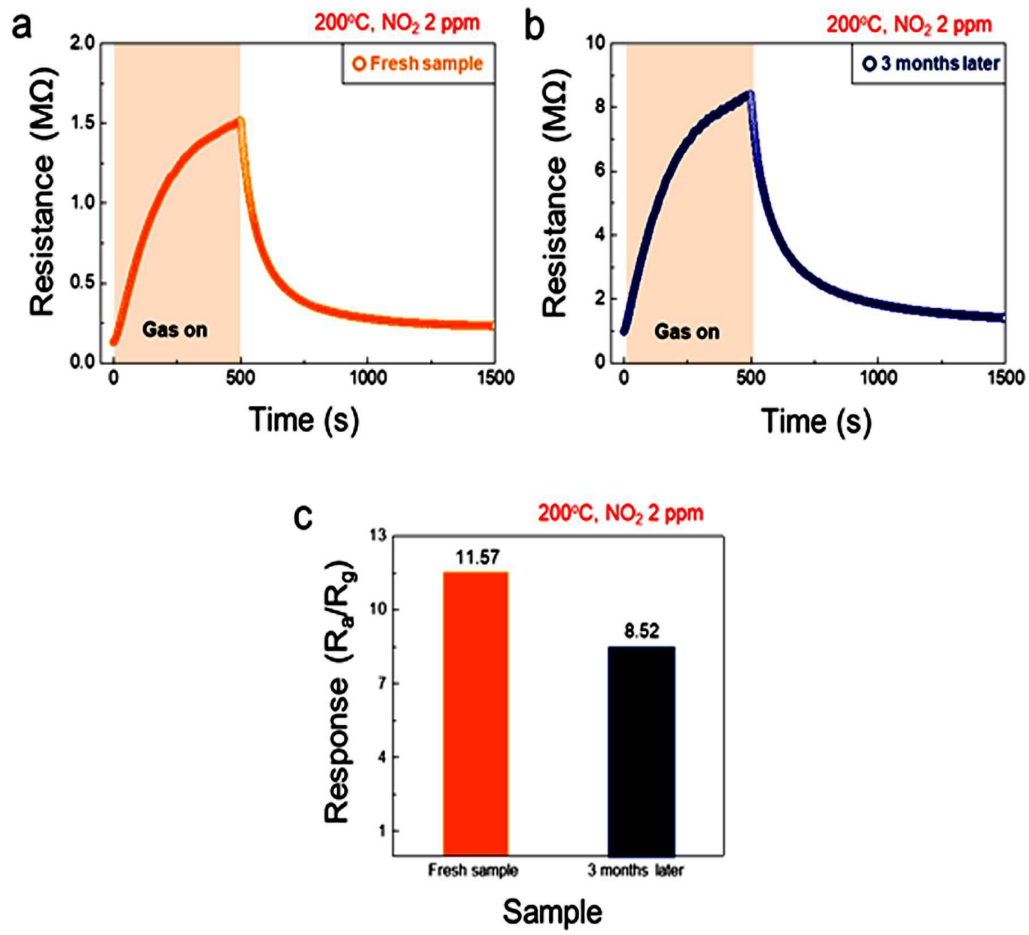 a
200°C, NO₂ 2 ppm
Fresh sample
2.0
1.5
1.0
0.5
0.0
Resistance (MΩ)
Gas on
0
500
1000
1500
Time (s)
b
200°C, NO₂ 2 ppm
3 months later
10
8
6
4
2
0
Resistance (MΩ)
Gas on
0
500
1000
1500
Time (s)
c
200°C, NO₂ 2 ppm
13
10
7
4
1
Response (Rₐ/R_g)
11.57
8.52
Fresh sample
3 months later
Sample